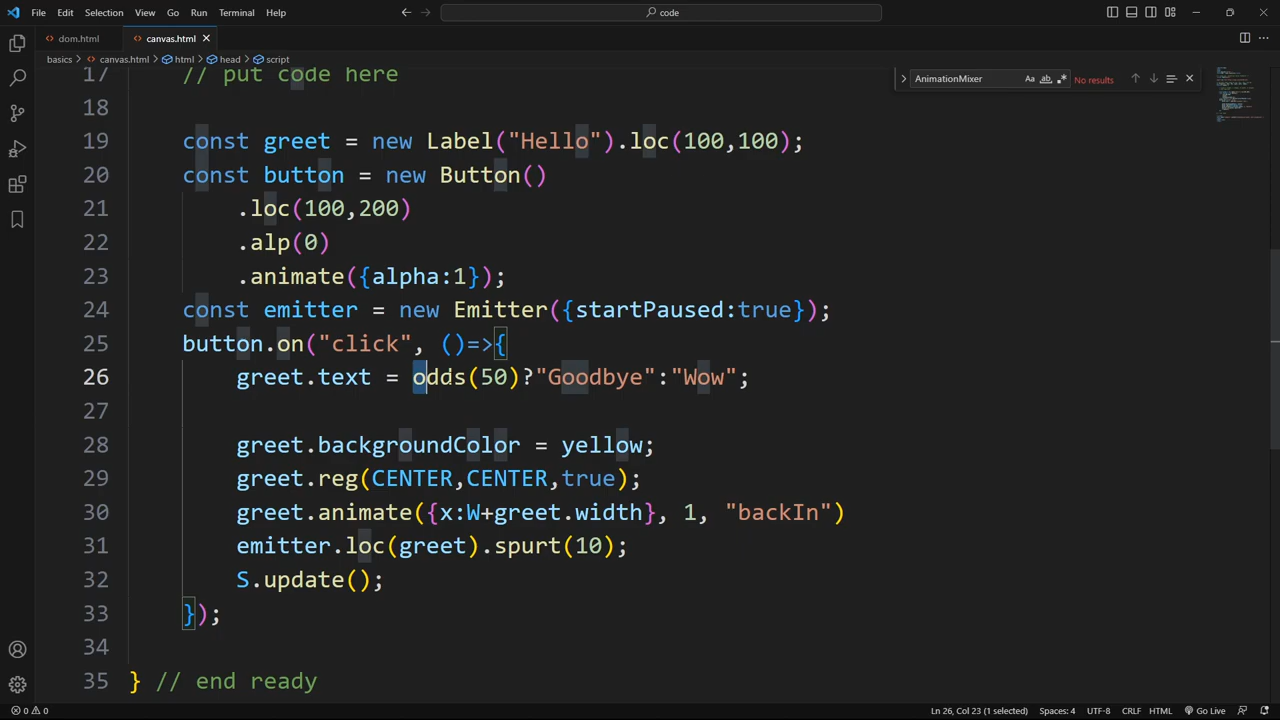 File Edit Selection View Go Run Terminal Help
code
dom.html
canvas.html
basics > canvas.html > html > head > script
AnimationMixer
Aa ab .*
No results
17 // put code here
18
19 const greet = new Label("Hello").loc(100,100);
20 const button = new Button()
21 .loc(100,200)
22 .alp(0)
23 .animate({alpha:1});
24 const emitter = new Emitter({startPaused:true});
25 button.on("click", ()=>{
26 greet.text = odds(50)?"Goodbye":"Wow";
27
28 greet.backgroundColor = yellow;
29 greet.reg(CENTER,CENTER,true);
30 greet.animate({x:W+greet.width}, 1, "backIn")
31 emitter.loc(greet).spurt(10);
32 S.update();
33 });
34
35 } // end ready
0 0
Ln 26, Col 23 (1 selected) Spaces: 4 UTF-8 CRLF HTML Go Live